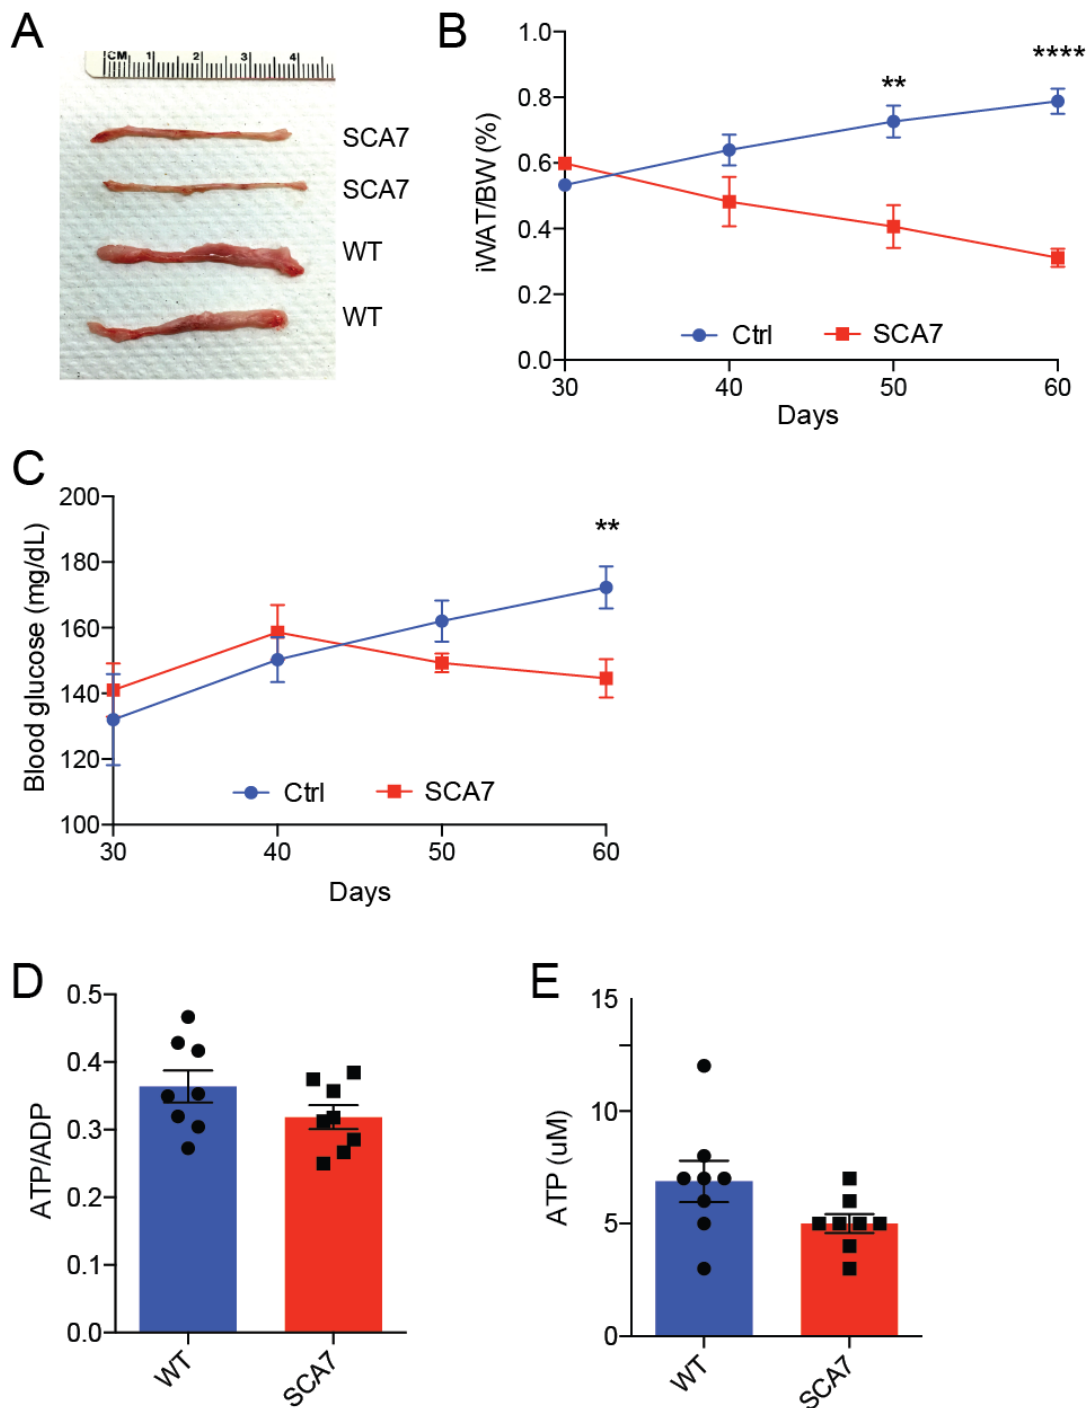 A
CM 1 2 3 4
SCA7
SCA7
WT
WT
B
iWAT/BW (%)
1.0
0.8
0.6
0.4
0.2
0.0
**
****
Ctrl SCA7
30 40 50 60
Days
C
Blood glucose (mg/dL)
200
180
160
140
120
100
**
Ctrl SCA7
30 40 50 60
Days
D
ATP/ADP
0.5
0.4
0.3
0.2
0.1
0.0
WT SCA7
E
ATP (uM)
15
10
5
0
WT SCA7